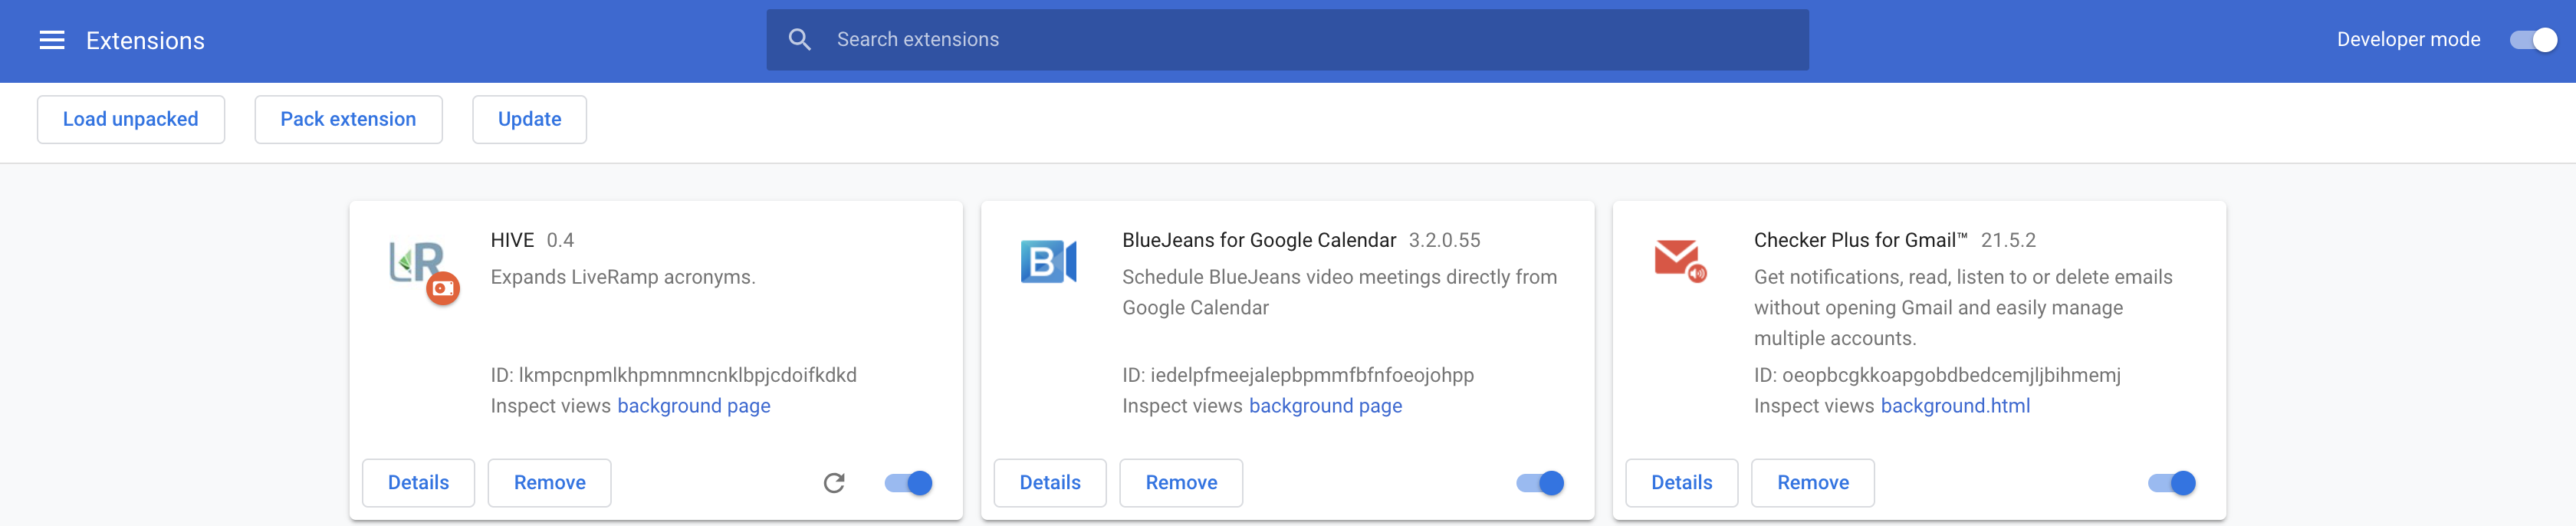 Extensions
Search extensions
Developer mode
Load unpacked
Pack extension
Update
LR
HIVE 0.4
Expands LiveRamp acronyms.
ID: lkmpcnpmlkhpmnmncnklbpjcdoifkdkd
Inspect views background page
Details
Remove
B
BlueJeans for Google Calendar 3.2.0.55
Schedule BlueJeans video meetings directly from
Google Calendar
ID: iedelpfmeejalepbpmmfbfnfoeojohpp
Inspect views background page
Details
Remove
Checker Plus for Gmail™ 21.5.2
Get notifications, read, listen to or delete emails
without opening Gmail and easily manage
multiple accounts.
ID: oeopbcgkkoapgobdbedcemjljbihmemj
Inspect views background.html
Details
Remove